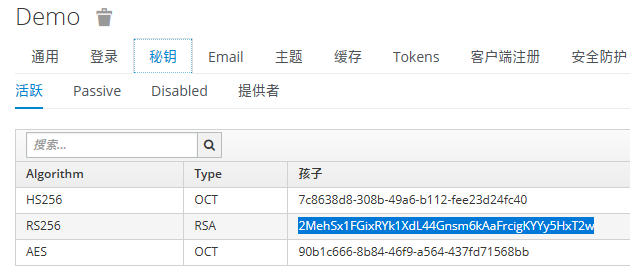 Demo
通用 登录 秘钥 Email 主题 缓存 Tokens 客户端注册 安全防护
活跃 Passive Disabled 提供者
搜索...
Algorithm Type 孩子
HS256 OCT 7c8638d8-308b-49a6-b112-fee23d24fc40
RS256 RSA 2MehSx1FGixRYk1XdL44Gnsm6kAaFrcigKYYy5HxT2w
AES OCT 90b1c666-8b84-46f9-a564-437fd71568bb